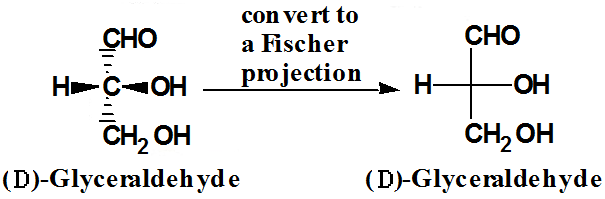 CHO
H C OH
CH2 OH
(D)-Glyceraldehyde
convert to
a Fischer
projection
CHO
H OH
CH2 OH
(D)-Glyceraldehyde